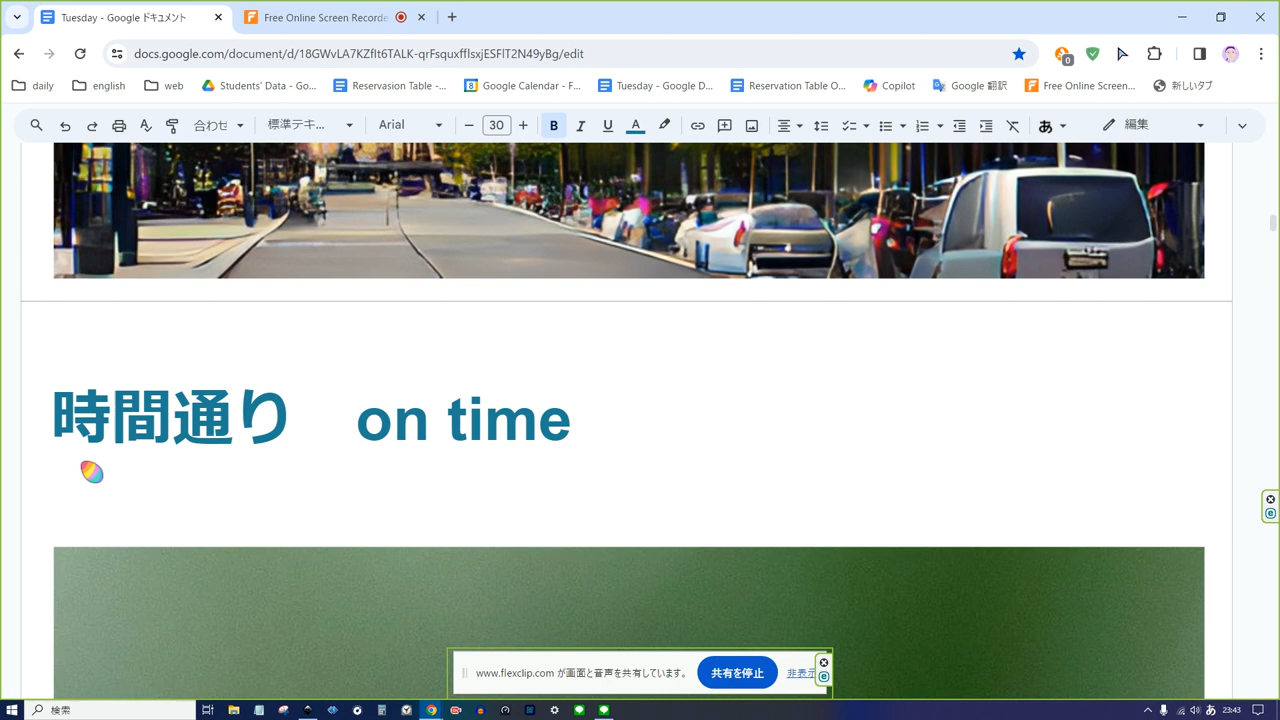 Tuesday - Google ドキュメント
Free Online Screen Recorde
docs.google.com/document/d/18GWvLA7KZflt6TALK-qrFsquxfflsxjESFlT2N49yBg/edit
0
daily
english
web
Students' Data - Go...
Reservasion Table -...
Google Calendar - F...
Tuesday - Google D...
Reservation Table O...
Copilot
Google 翻訳
Free Online Screen...
新しいタブ
合わせ
標準テキ...
Arial
30
B
I
U
A
あ
編集
時間通り on time
www.flexclip.com が画面と音声を共有しています。
共有を停止
非表示
検索
あ
23:43